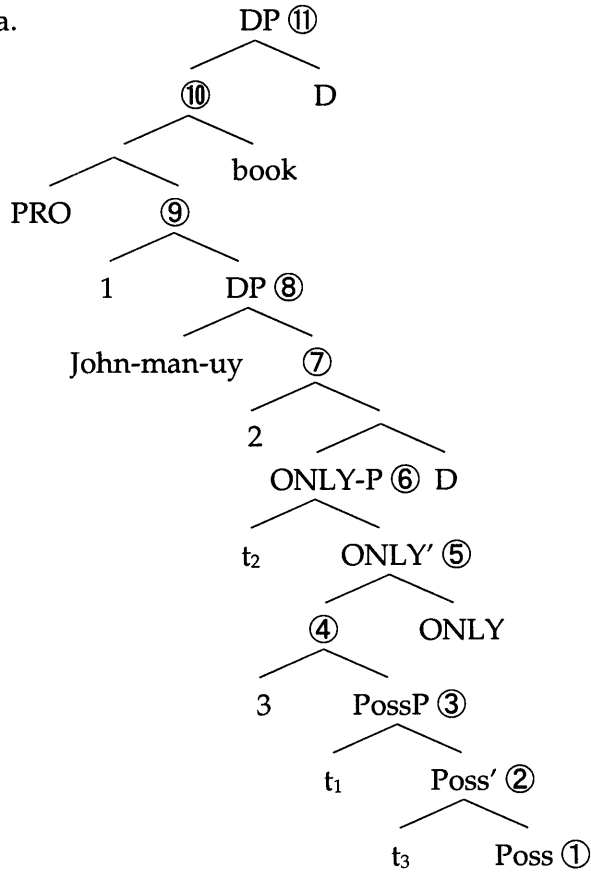 a.
DP ⑪
⑩ D
book
PRO ⑨
1 DP ⑧
John-man-uy ⑦
2
ONLY-P ⑥ D
t₂ ONLY′ ⑤
④ ONLY
3 PossP ③
t₁ Poss′ ②
t₃ Poss ①